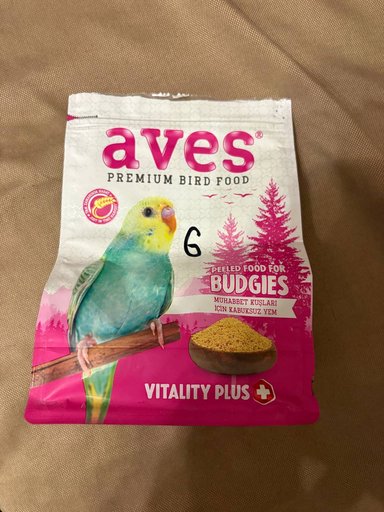 aves®
PREMIUM BIRD FOOD
6
PEELED FOOD FOR
BUDGIES
MUHABBET KUŞLARI
İÇİN KABUKSUZ YEM
VITALITY PLUS